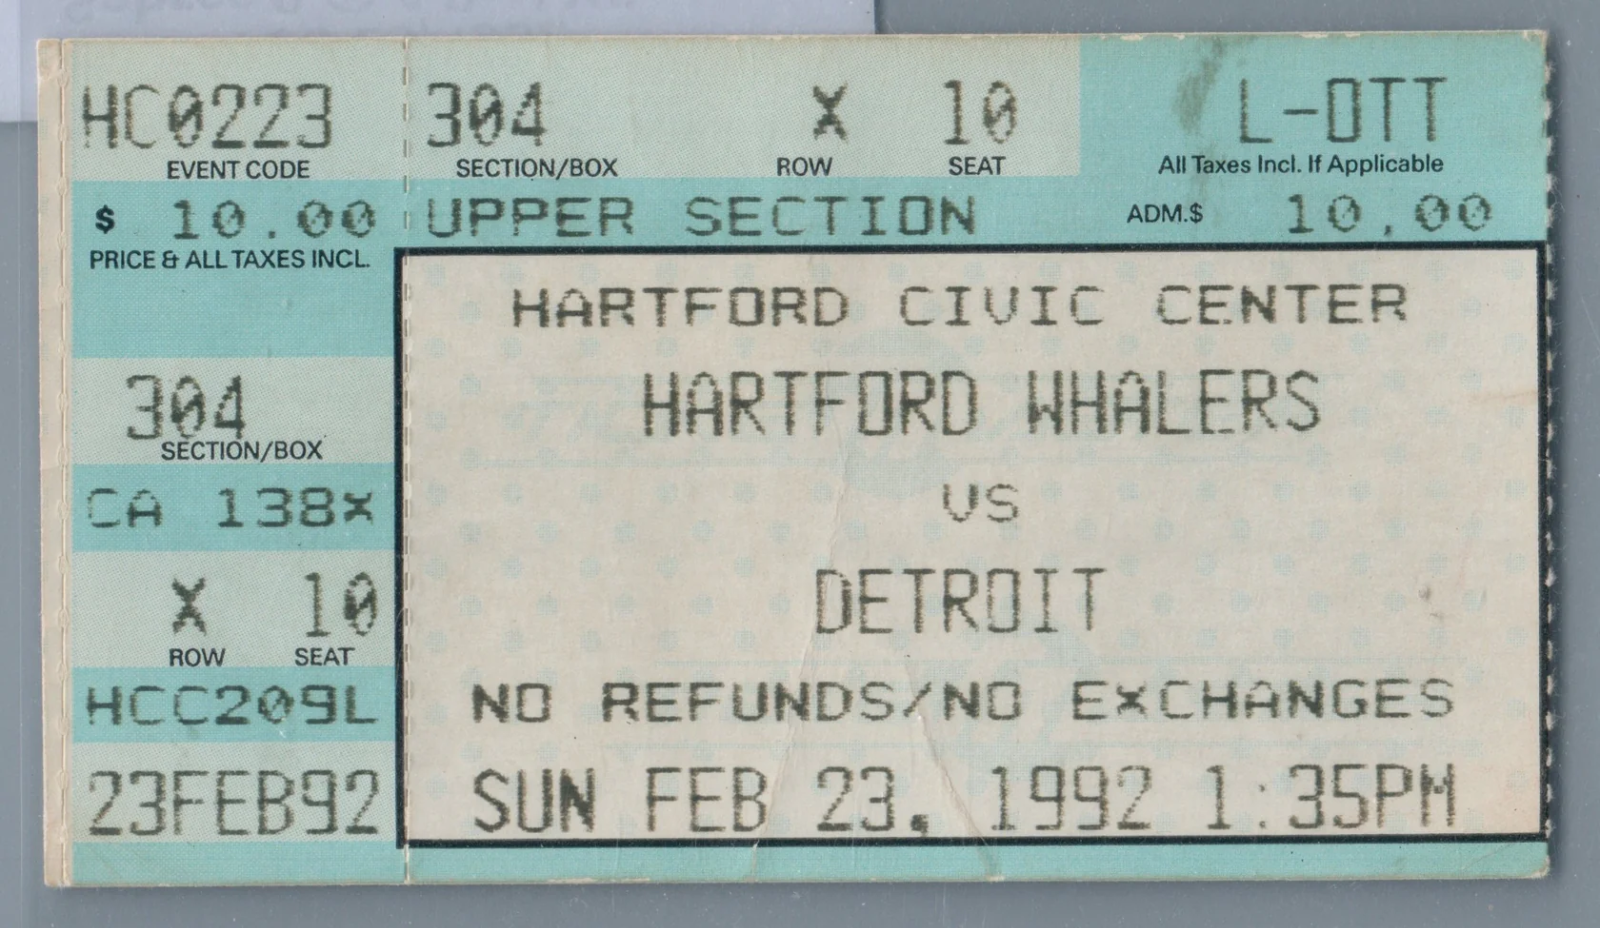 HC0223 304 X 10 L-OTT
EVENT CODE SECTION/BOX ROW SEAT All Taxes Incl. If Applicable
$ 10.00 UPPER SECTION ADM.$ 10.00
PRICE & ALL TAXES INCL.
HARTFORD CIVIC CENTER
304 HARTFORD WHALERS
SECTION/BOX
CA 138X VS
X 10 DETROIT
ROW SEAT
HCC209L NO REFUNDS/NO EXCHANGES
23FEB92 SUN FEB 23, 1992 1:35PM